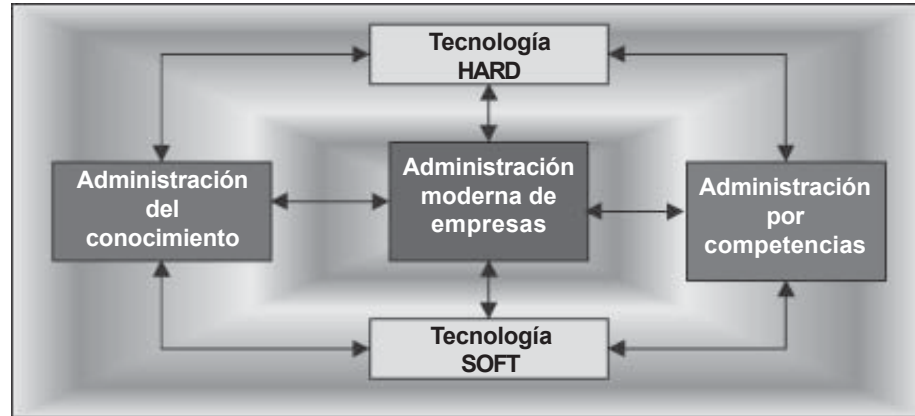 Tecnología
HARD
Administración
del
conocimiento
Administración
moderna de
empresas
Administración
por
competencias
Tecnología
SOFT